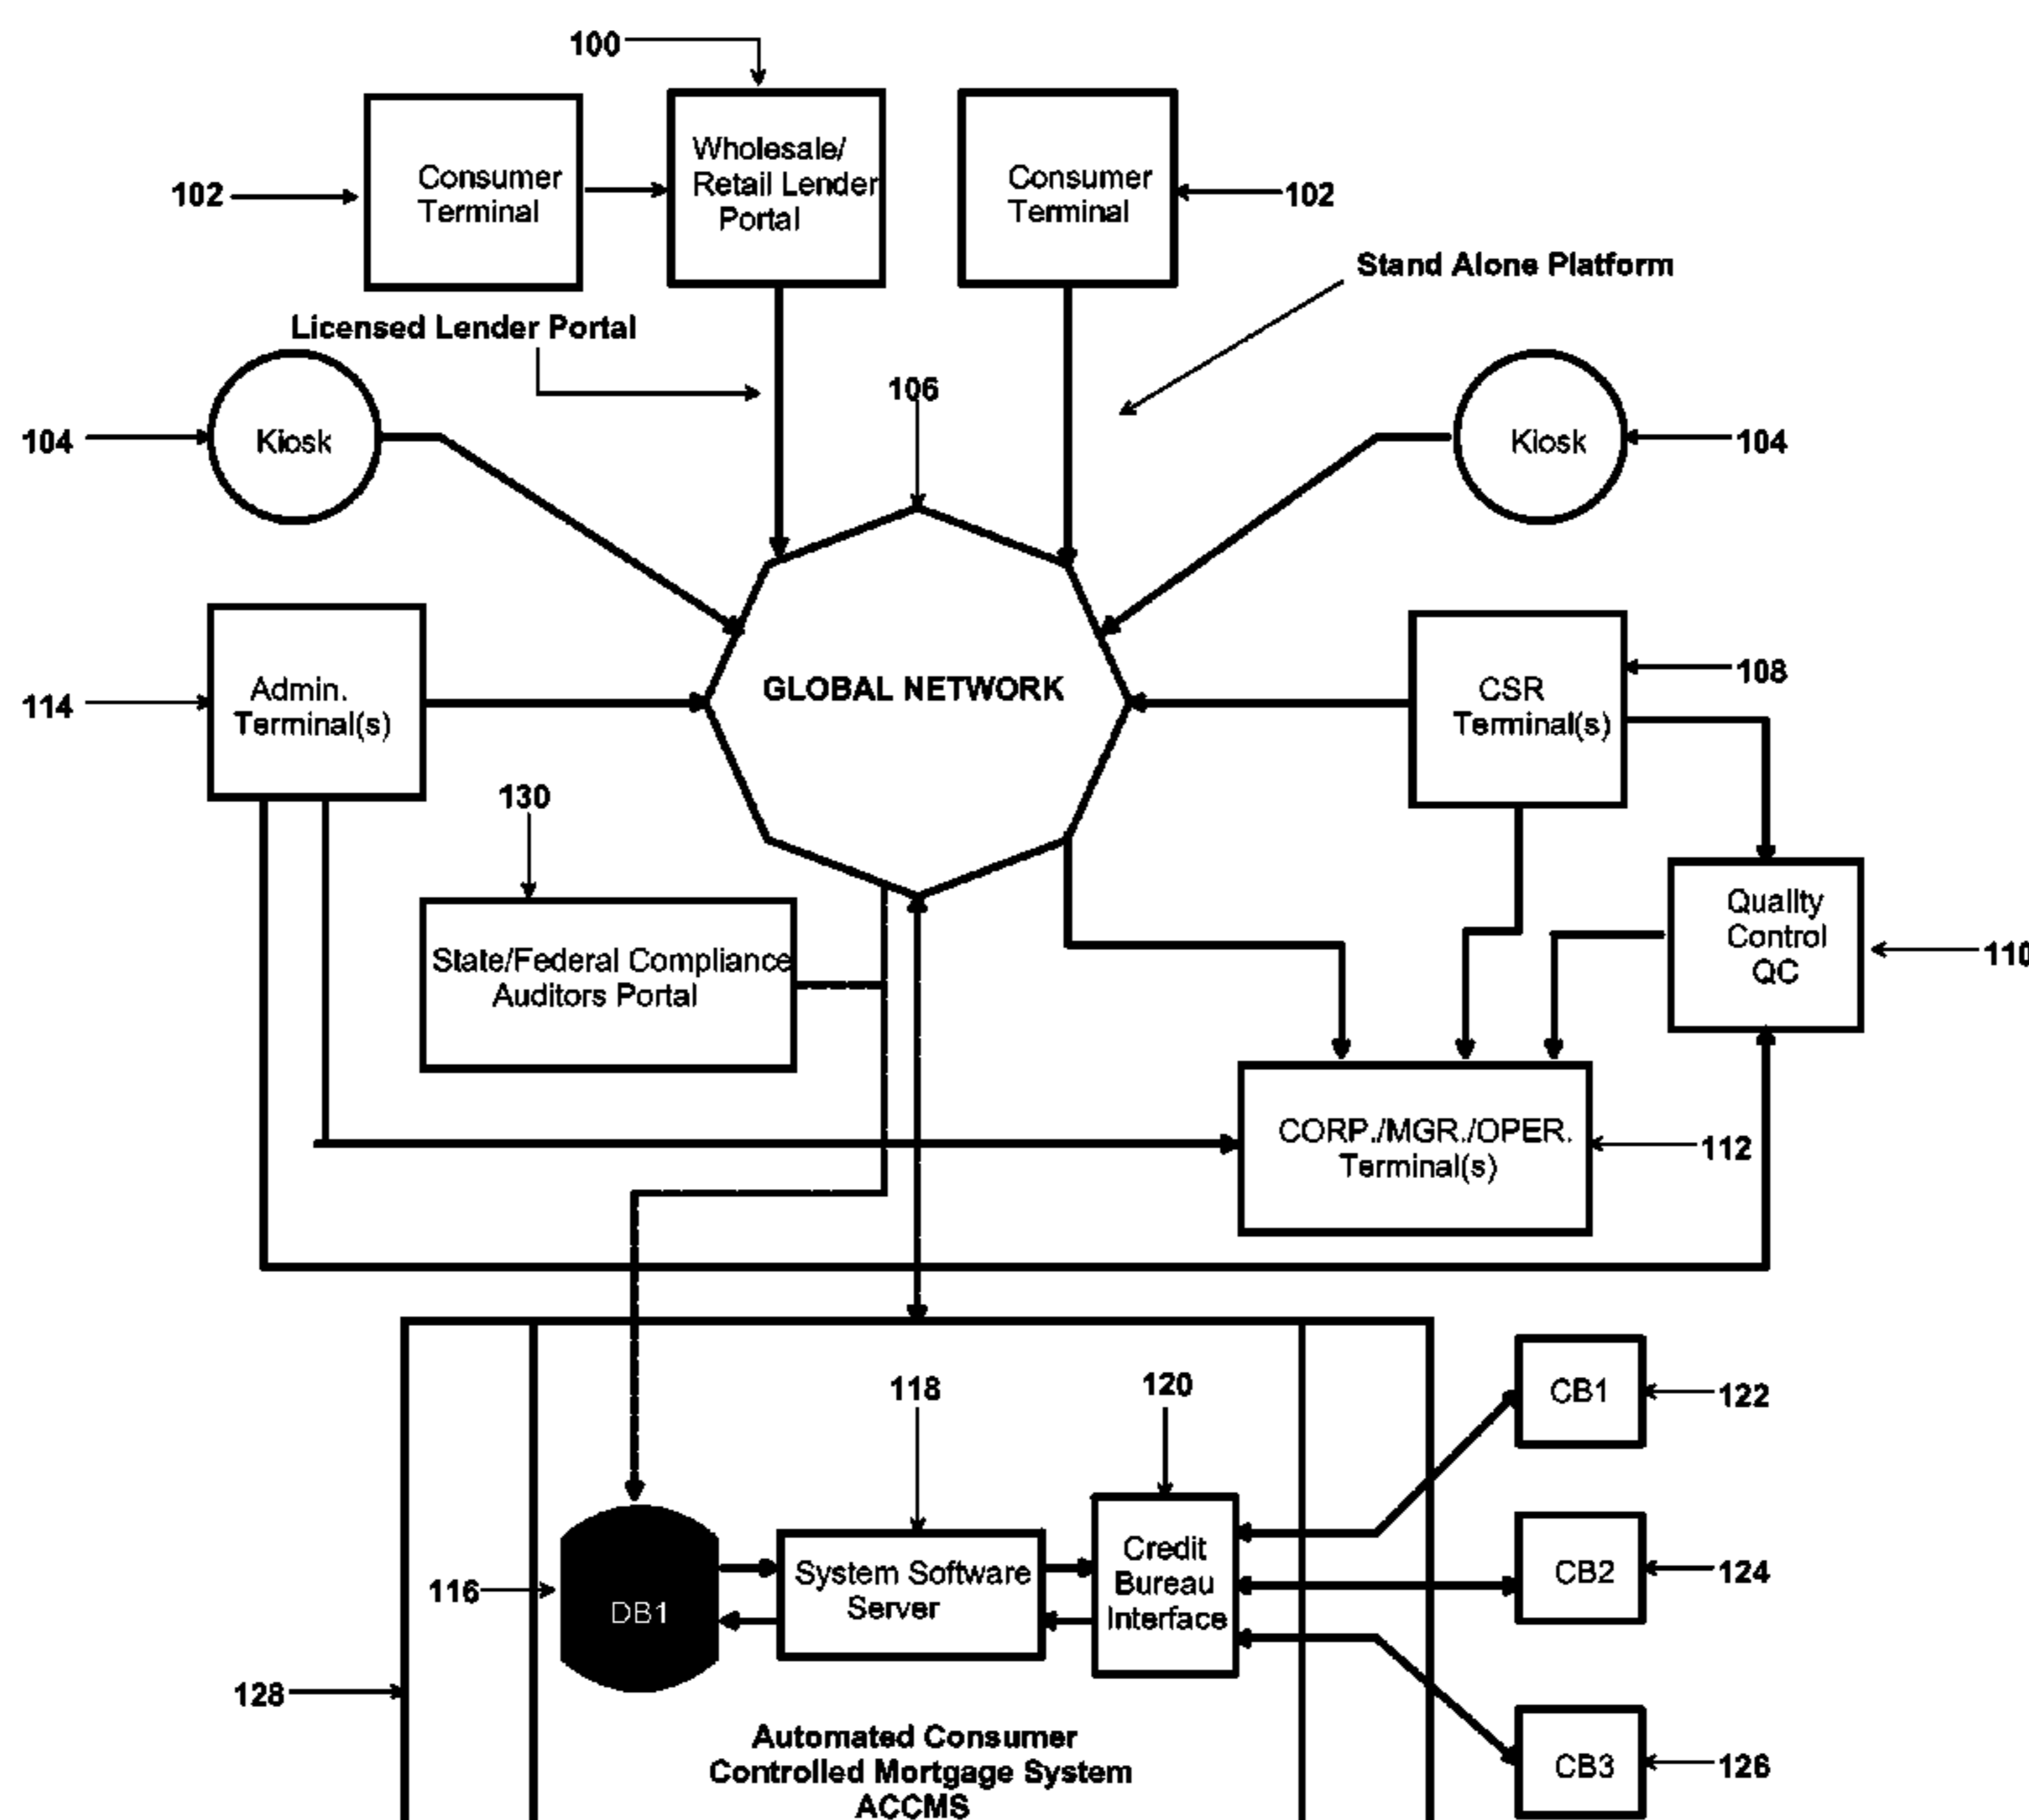 100
Consumer
Terminal
Wholesale/
Retail Lender
Portal
Consumer
Terminal
102
102
Stand Alone Platform
Licensed Lender Portal
106
104
Kiosk
Kiosk
104
GLOBAL NETWORK
114
Admin.
Terminal(s)
CSR
Terminal(s)
108
130
State/Federal Compliance
Auditors Portal
Quality
Control
QC
110
CORP./MGR./OPER.
Terminal(s)
112
118
120
CB1
122
116
DB1
System Software
Server
Credit
Bureau
Interface
CB2
124
128
Automated Consumer
Controlled Mortgage System
ACCMS
CB3
126